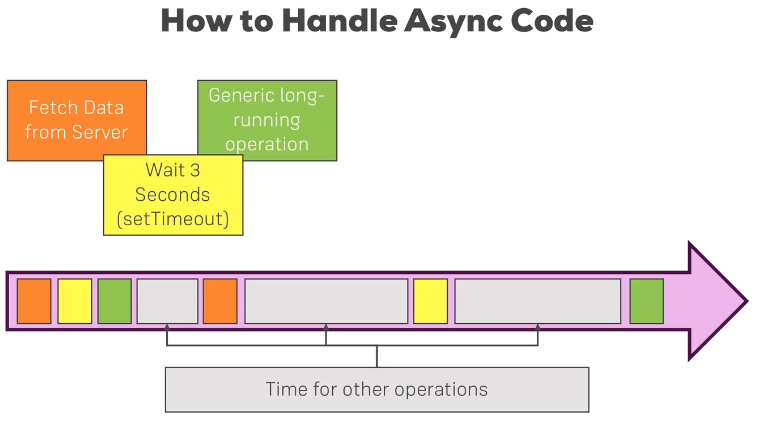 How to Handle Async Code
Fetch Data
from Server
Generic long-
running
operation
Wait 3
Seconds
(setTimeout)
Time for other operations